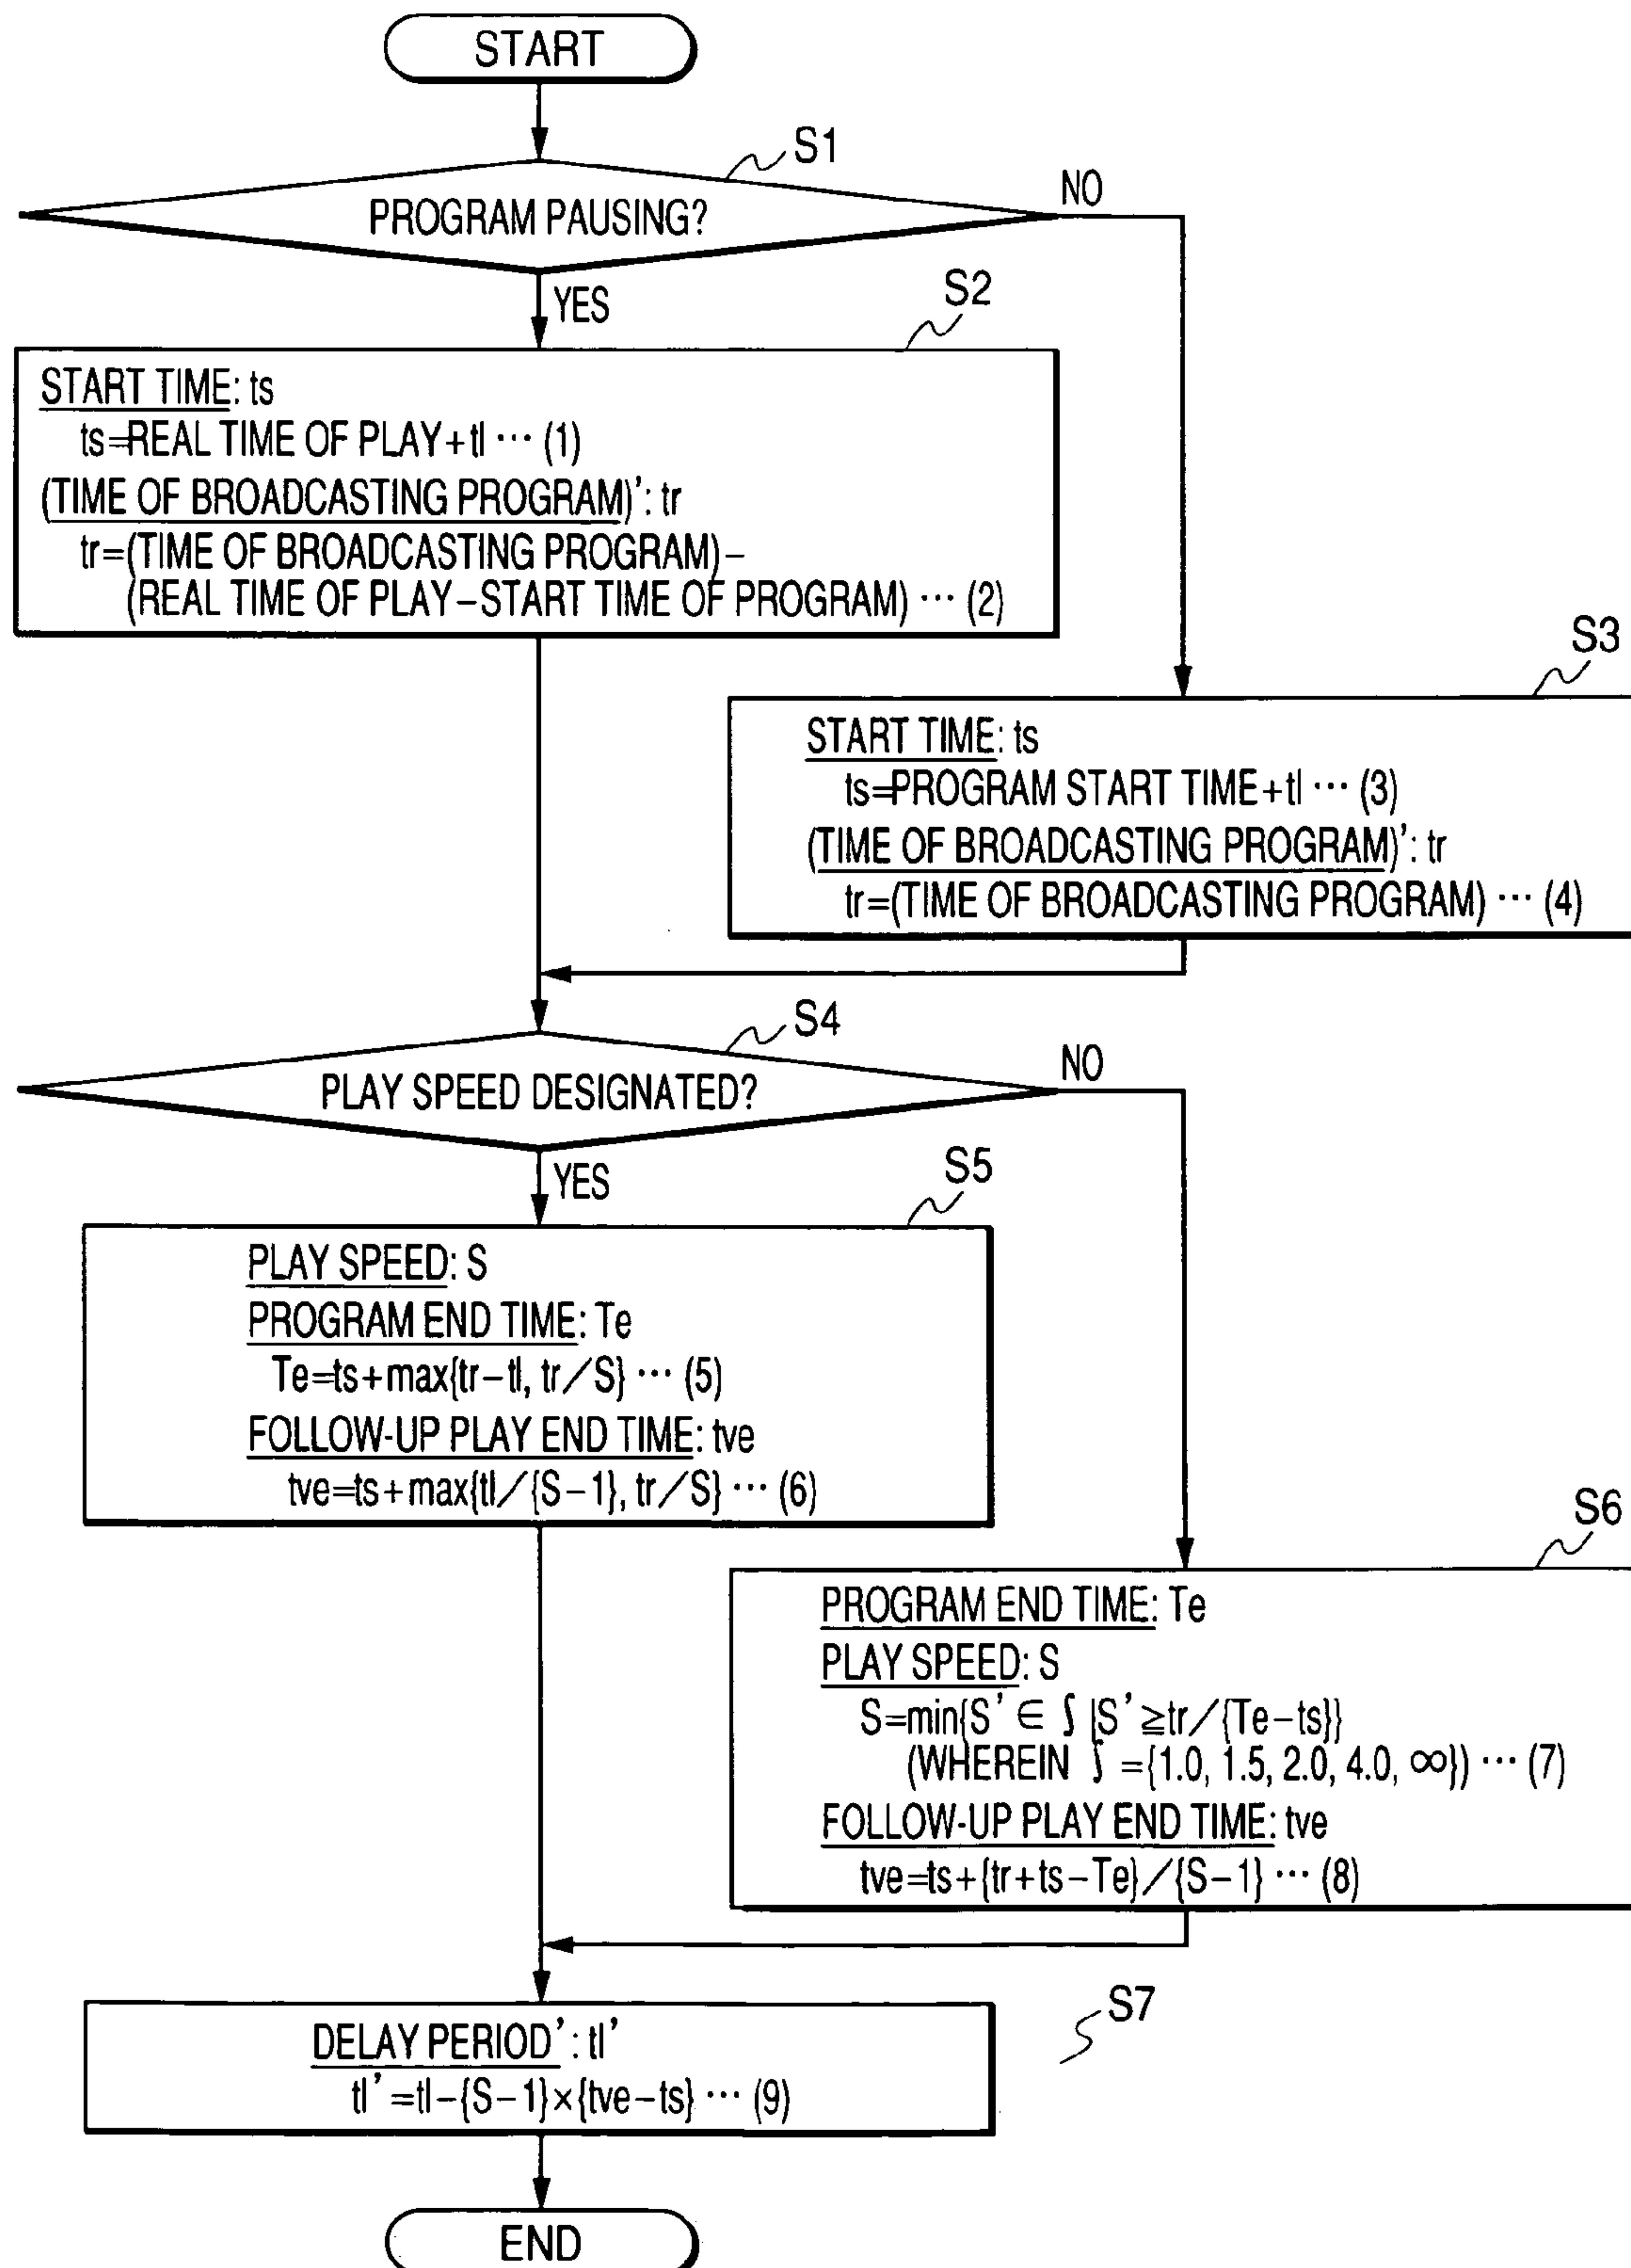 START
S1
PROGRAM PAUSING?
NO
YES
S2
START TIME: ts
ts=REAL TIME OF PLAY+tl ··· (1)
(TIME OF BROADCASTING PROGRAM)': tr
tr=(TIME OF BROADCASTING PROGRAM)−
(REAL TIME OF PLAY−START TIME OF PROGRAM) ··· (2)
S3
START TIME: ts
ts=PROGRAM START TIME+tl ··· (3)
(TIME OF BROADCASTING PROGRAM)': tr
tr=(TIME OF BROADCASTING PROGRAM) ··· (4)
S4
PLAY SPEED DESIGNATED?
NO
YES
S5
PLAY SPEED: S
PROGRAM END TIME: Te
Te=ts+max{tr−tl, tr/S} ··· (5)
FOLLOW-UP PLAY END TIME: tve
tve=ts+max{tl/{S−1}, tr/S} ··· (6)
S6
PROGRAM END TIME: Te
PLAY SPEED: S
S=min{S' ∈ ∫ |S' ≧tr/{Te−ts}}
(WHEREIN ∫ ={1.0, 1.5, 2.0, 4.0, ∞}) ··· (7)
FOLLOW-UP PLAY END TIME: tve
tve=ts+{tr+ts−Te}/{S−1} ··· (8)
S7
DELAY PERIOD': tl'
tl'=tl−{S−1}×{tve−ts} ··· (9)
END